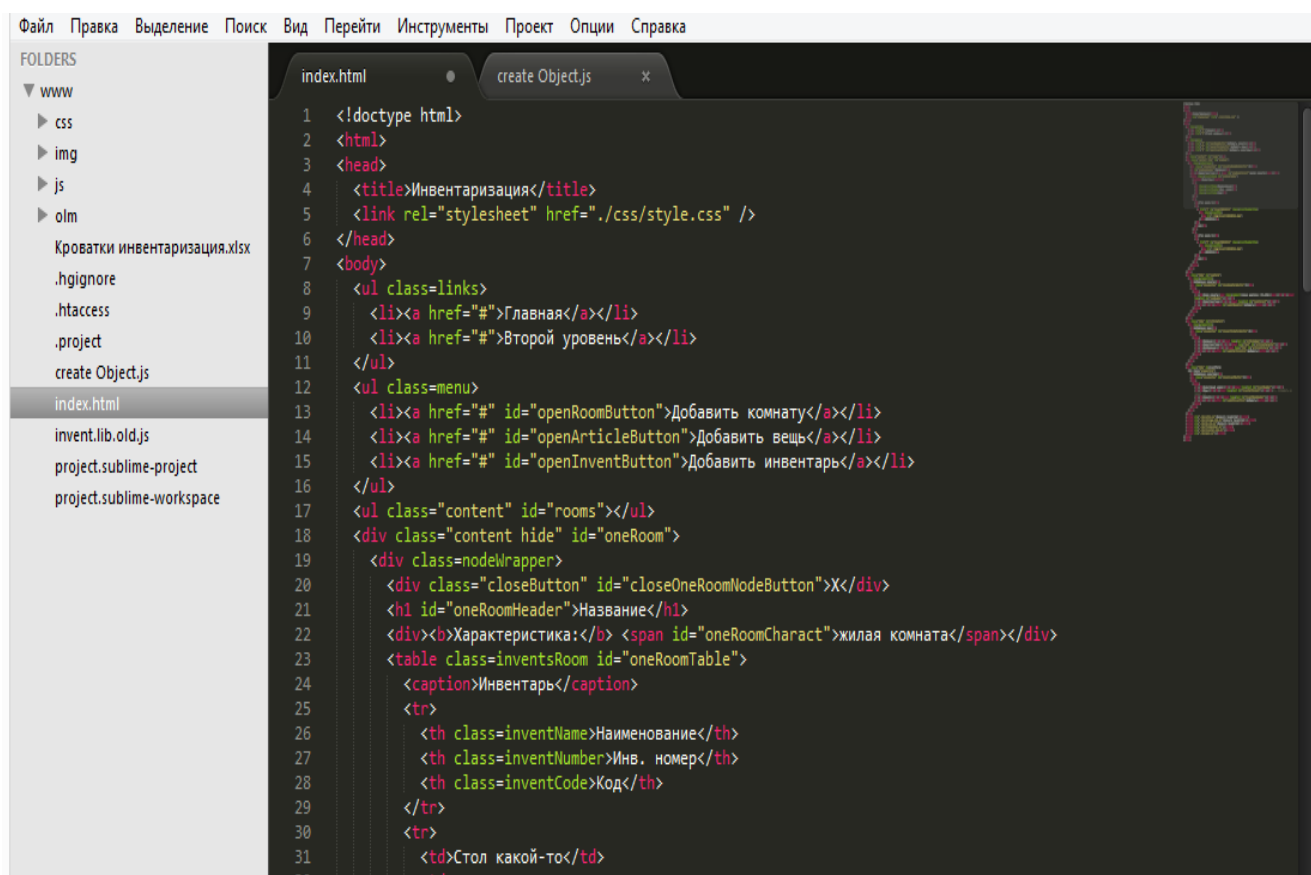 Файл Правка Выделение Поиск Вид Перейти Инструменты Проект Опции Справка
FOLDERS
www
css
img
js
olm
Кроватки инвентаризация.xlsx
.hgignore
.htaccess
.project
create Object.js
index.html
invent.lib.old.js
project.sublime-project
project.sublime-workspace
index.html create Object.js ×
1 <!doctype html>
2 <html>
3 <head>
4 <title>Инвентаризация</title>
5 <link rel="stylesheet" href="./css/style.css" />
6 </head>
7 <body>
8 <ul class=links>
9 <li><a href="#">Главная</a></li>
10 <li><a href="#">Второй уровень</a></li>
11 </ul>
12 <ul class=menu>
13 <li><a href="#" id="openRoomButton">Добавить комнату</a></li>
14 <li><a href="#" id="openArticleButton">Добавить вещь</a></li>
15 <li><a href="#" id="openInventButton">Добавить инвентарь</a></li>
16 </ul>
17 <ul class="content" id="rooms"></ul>
18 <div class="content hide" id="oneRoom">
19 <div class=nodeWrapper>
20 <div class="closeButton" id="closeOneRoomNodeButton">X</div>
21 <h1 id="oneRoomHeader">Название</h1>
22 <div><b>Характеристика:</b> <span id="oneRoomCharact">жилая комната</span></div>
23 <table class=inventsRoom id="oneRoomTable">
24 <caption>Инвентарь</caption>
25 <tr>
26 <th class=inventName>Наименование</th>
27 <th class=inventNumber>Инв. номер</th>
28 <th class=inventCode>Код</th>
29 </tr>
30 <tr>
31 <td>Стол какой-то</td>